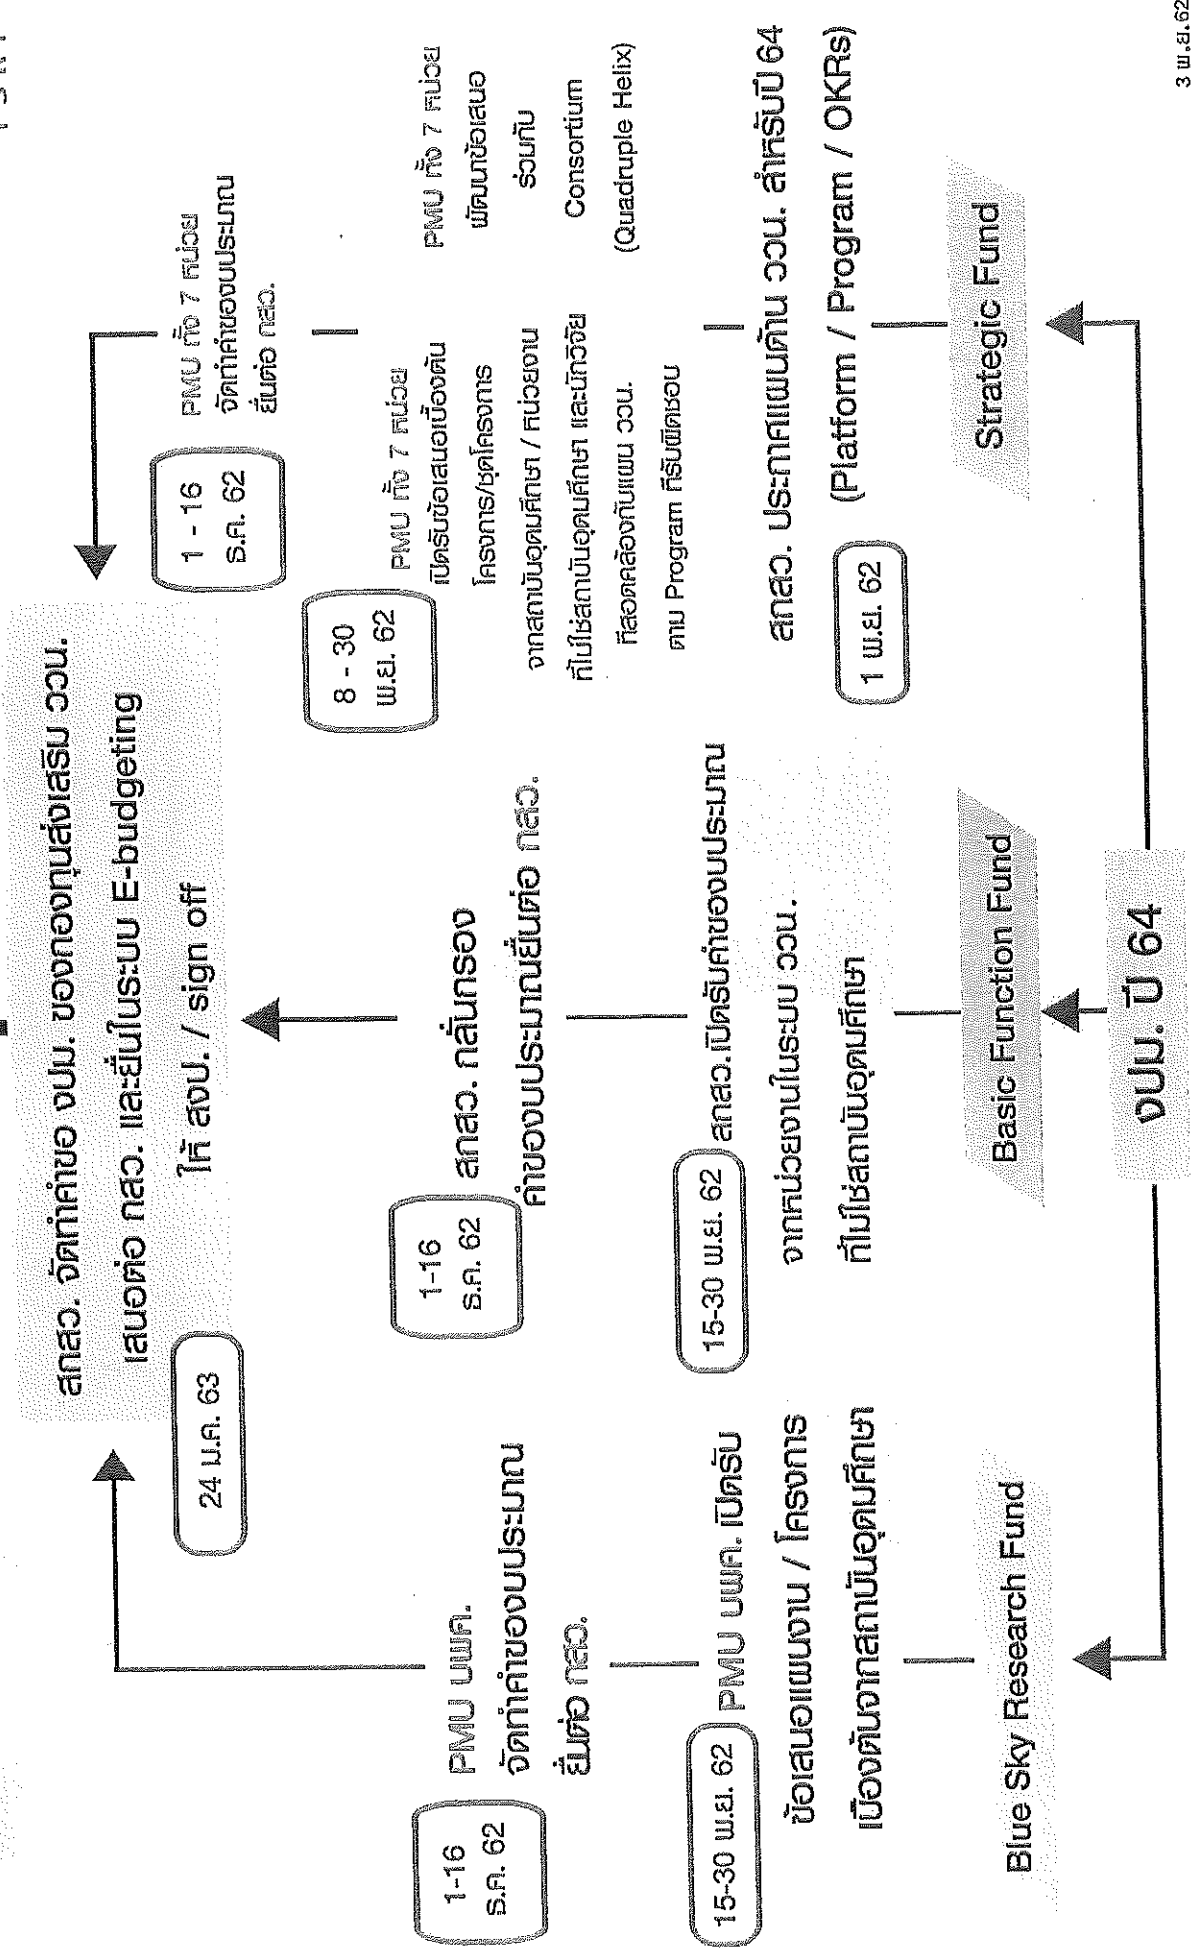 สกสว. จัดทำคำขอ งปม. ของกองทุนส่งเสริม ววน.
เสนอต่อ กสว. และยื่นในระบบ E-budgeting
ให้ สงป. / sign off
24 ม.ค. 63
PMU บพค.
จัดทำคำของบประมาณ
ยื่นต่อ กสว.
1-16
ธ.ค. 62
PMU บพค. เปิดรับ
ข้อเสนอแผนงาน / โครงการ
เบื้องต้นจากสถาบันอุดมศึกษา
15-30 พ.ย. 62
Blue Sky Research Fund
สกสว. กลั่นกรอง
คำของบประมาณยื่นต่อ กสว.
1-16
ธ.ค. 62
สกสว.เปิดรับคำของบประมาณ
จากหน่วยงานในระบบ ววน.
ที่ไม่ใช่สถาบันอุดมศึกษา
15-30 พ.ย. 62
Basic Function Fund
PMU ทั้ง 7 หน่วย
จัดทำคำของบประมาณ
ยื่นต่อ กสว.
1 - 16
ธ.ค. 62
PMU ทั้ง 7 หน่วย
เปิดรับข้อเสนอเบื้องต้น
โครงการ/ชุดโครงการ
จากสถาบันอุดมศึกษา / หน่วยงาน
ที่ไม่ใช่สถาบันอุดมศึกษา และนักวิจัย
ที่สอดคล้องกับแผน ววน.
ตาม Program ที่รับผิดชอบ
8 - 30
พ.ย. 62
PMU ทั้ง 7 หน่วย
พัฒนาข้อเสนอ
ร่วมกับ
Consortium
(Quadruple Helix)
สกสว. ประกาศแผนด้าน ววน. สำหรับปี 64
(Platform / Program / OKRs)
1 พ.ย. 62
Strategic Fund
งปม. ปี 64
3 พ.ย.62